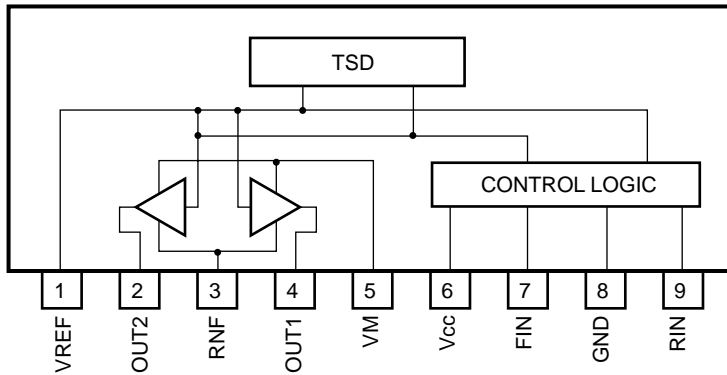 TSD
CONTROL LOGIC
1 2 3 4 5 6 7 8 9
VREF
OUT2
RNF
OUT1
VM
Vcc
FIN
GND
RIN